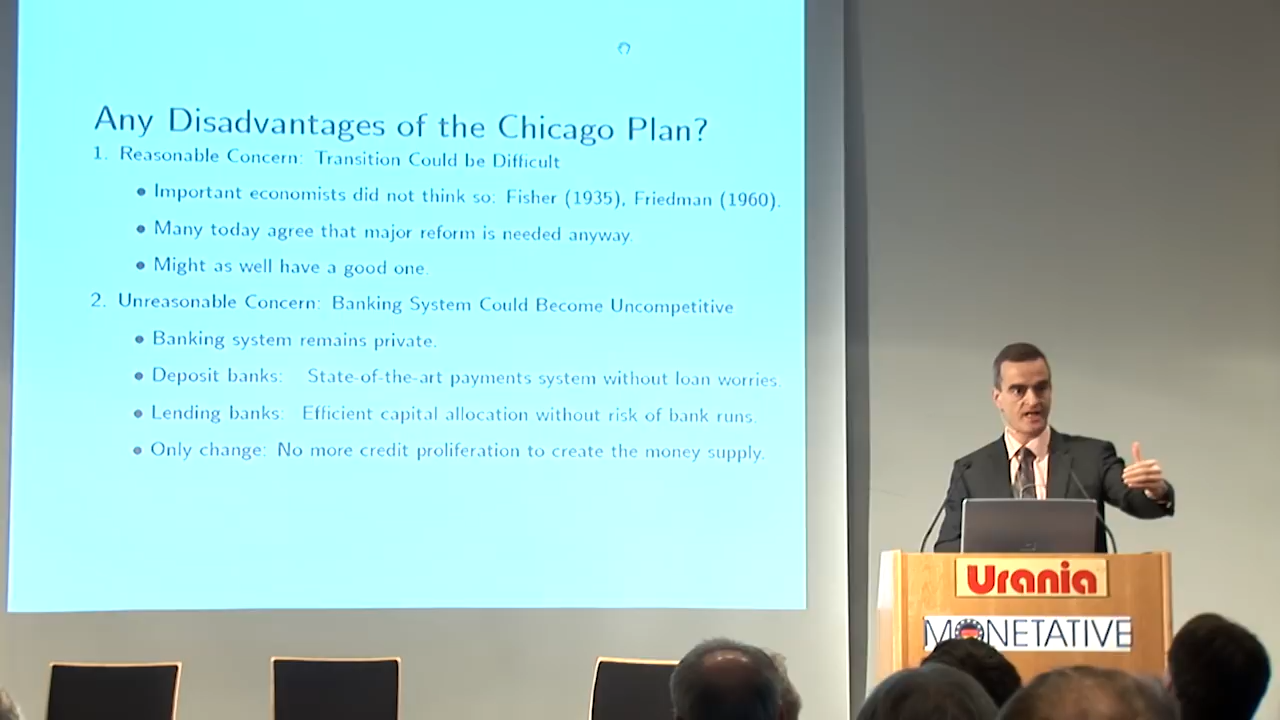 Any Disadvantages of the Chicago Plan?
1. Reasonable Concern: Transition Could be Difficult
• Important economists did not think so: Fisher (1935), Friedman (1960).
• Many today agree that major reform is needed anyway.
• Might as well have a good one.
2. Unreasonable Concern: Banking System Could Become Uncompetitive
• Banking system remains private.
• Deposit banks: State-of-the-art payments system without loan worries.
• Lending banks: Efficient capital allocation without risk of bank runs.
• Only change: No more credit proliferation to create the money supply.
Urania
MONETATIVE